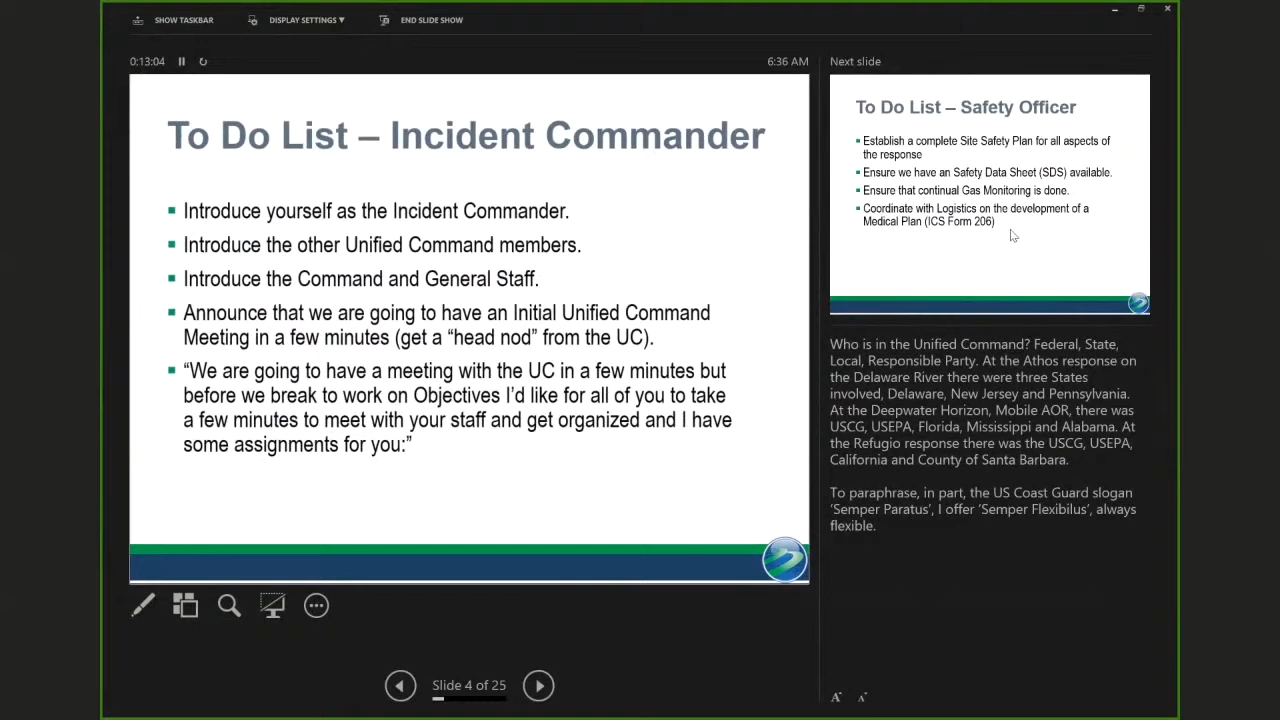 SHOW TASKBAR
DISPLAY SETTINGS ▼
END SLIDE SHOW
0:13:04
6:36 AM
To Do List – Incident Commander
▪ Introduce yourself as the Incident Commander.
▪ Introduce the other Unified Command members.
▪ Introduce the Command and General Staff.
▪ Announce that we are going to have an Initial Unified Command
Meeting in a few minutes (get a “head nod” from the UC).
▪ “We are going to have a meeting with the UC in a few minutes but
before we break to work on Objectives I’d like for all of you to take
a few minutes to meet with your staff and get organized and I have
some assignments for you:”
Slide 4 of 25
Next slide
To Do List – Safety Officer
▪ Establish a complete Site Safety Plan for all aspects of
the response
▪ Ensure we have an Safety Data Sheet (SDS) available.
▪ Ensure that continual Gas Monitoring is done.
▪ Coordinate with Logistics on the development of a
Medical Plan (ICS Form 206)
Who is in the Unified Command? Federal, State,
Local, Responsible Party. At the Athos response on
the Delaware River there were three States
involved, Delaware, New Jersey and Pennsylvania.
At the Deepwater Horizon, Mobile AOR, there was
USCG, USEPA, Florida, Mississippi and Alabama. At
the Refugio response there was the USCG, USEPA,
California and County of Santa Barbara.
To paraphrase, in part, the US Coast Guard slogan
‘Semper Paratus’, I offer ‘Semper Flexibilus’, always
flexible.
A A